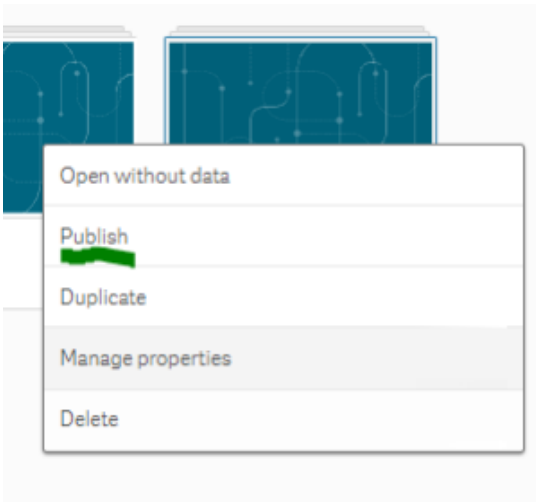 Open without data
Publish
Duplicate
Manage properties
Delete